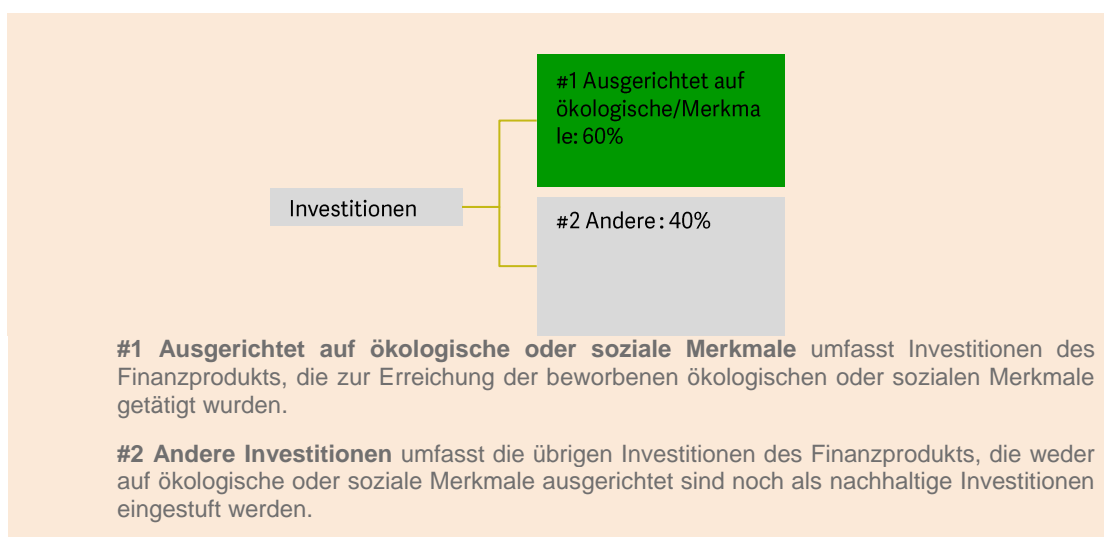 #1 Ausgerichtet auf
ökologische/Merkma
le: 60%
Investitionen
#2 Andere: 40%
#1 Ausgerichtet auf ökologische oder soziale Merkmale umfasst Investitionen des
Finanzprodukts, die zur Erreichung der beworbenen ökologischen oder sozialen Merkmale
getätigt wurden.
#2 Andere Investitionen umfasst die übrigen Investitionen des Finanzprodukts, die weder
auf ökologische oder soziale Merkmale ausgerichtet sind noch als nachhaltige Investitionen
eingestuft werden.